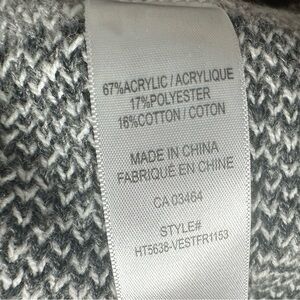 67%ACRYLIC / ACRYLIQUE
17%POLYESTER
16%COTTON / COTON
MADE IN CHINA
FABRIQUÉ EN CHINE
CA 03464
STYLE#
HT5638-VESTFR1153